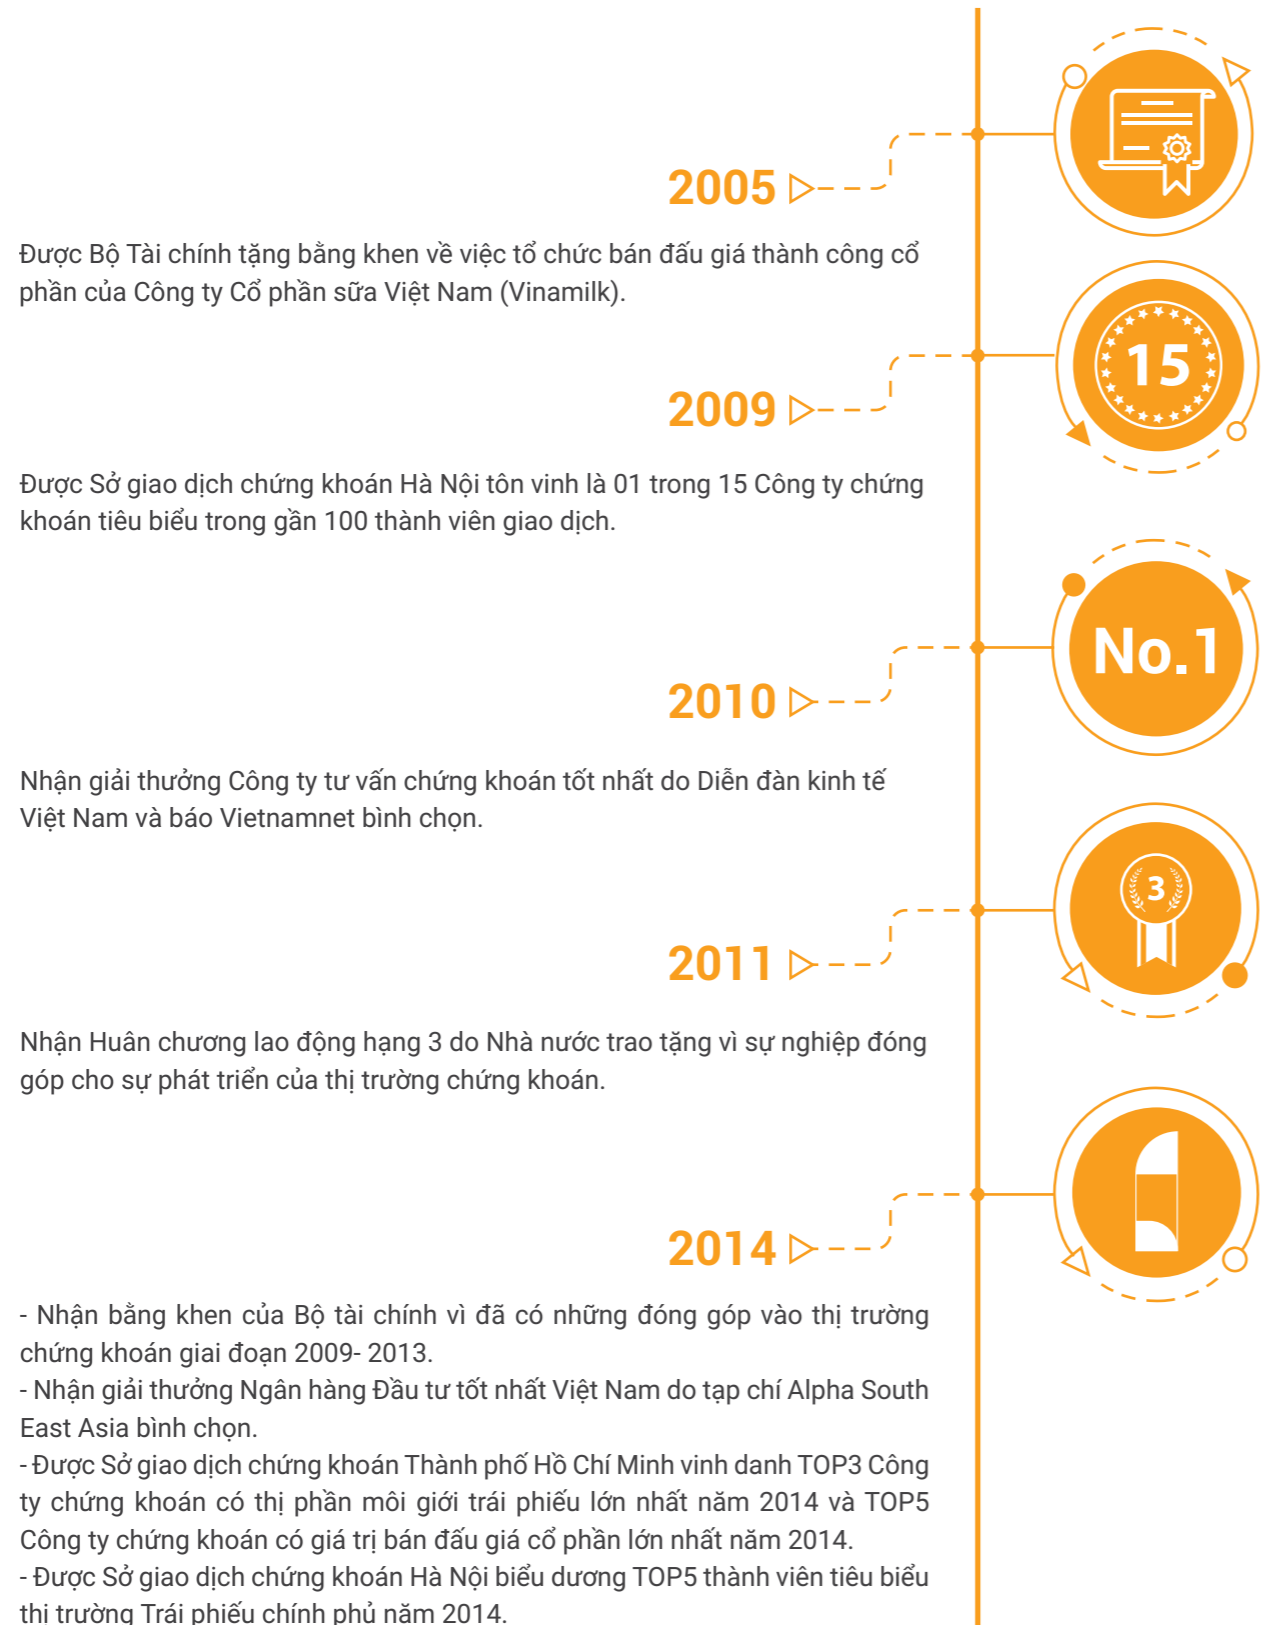 2005
Được Bộ Tài chính tặng bằng khen về việc tổ chức bán đấu giá thành công cổ
phần của Công ty Cổ phần sữa Việt Nam (Vinamilk).
15
2009
Được Sở giao dịch chứng khoán Hà Nội tôn vinh là 01 trong 15 Công ty chứng
khoán tiêu biểu trong gần 100 thành viên giao dịch.
No.1
2010
Nhận giải thưởng Công ty tư vấn chứng khoán tốt nhất do Diễn đàn kinh tế
Việt Nam và báo Vietnamnet bình chọn.
3
2011
Nhận Huân chương lao động hạng 3 do Nhà nước trao tặng vì sự nghiệp đóng
góp cho sự phát triển của thị trường chứng khoán.
2014
- Nhận bằng khen của Bộ tài chính vì đã có những đóng góp vào thị trường
chứng khoán giai đoạn 2009- 2013.
- Nhận giải thưởng Ngân hàng Đầu tư tốt nhất Việt Nam do tạp chí Alpha South
East Asia bình chọn.
- Được Sở giao dịch chứng khoán Thành phố Hồ Chí Minh vinh danh TOP3 Công
ty chứng khoán có thị phần môi giới trái phiếu lớn nhất năm 2014 và TOP5
Công ty chứng khoán có giá trị bán đấu giá cổ phần lớn nhất năm 2014.
- Được Sở giao dịch chứng khoán Hà Nội biểu dương TOP5 thành viên tiêu biểu
thị trường Trái phiếu chính phủ năm 2014.